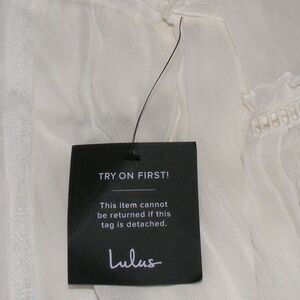 TRY ON FIRST!
This item cannot
be returned if this
tag is detached.
Lulus